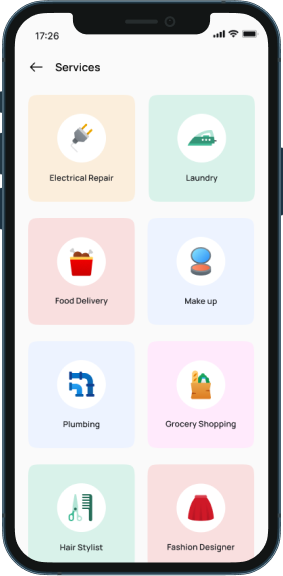 17:26
Services
Electrical Repair
Laundry
Food Delivery
Make up
Plumbing
Grocery Shopping
Hair Stylist
Fashion Designer